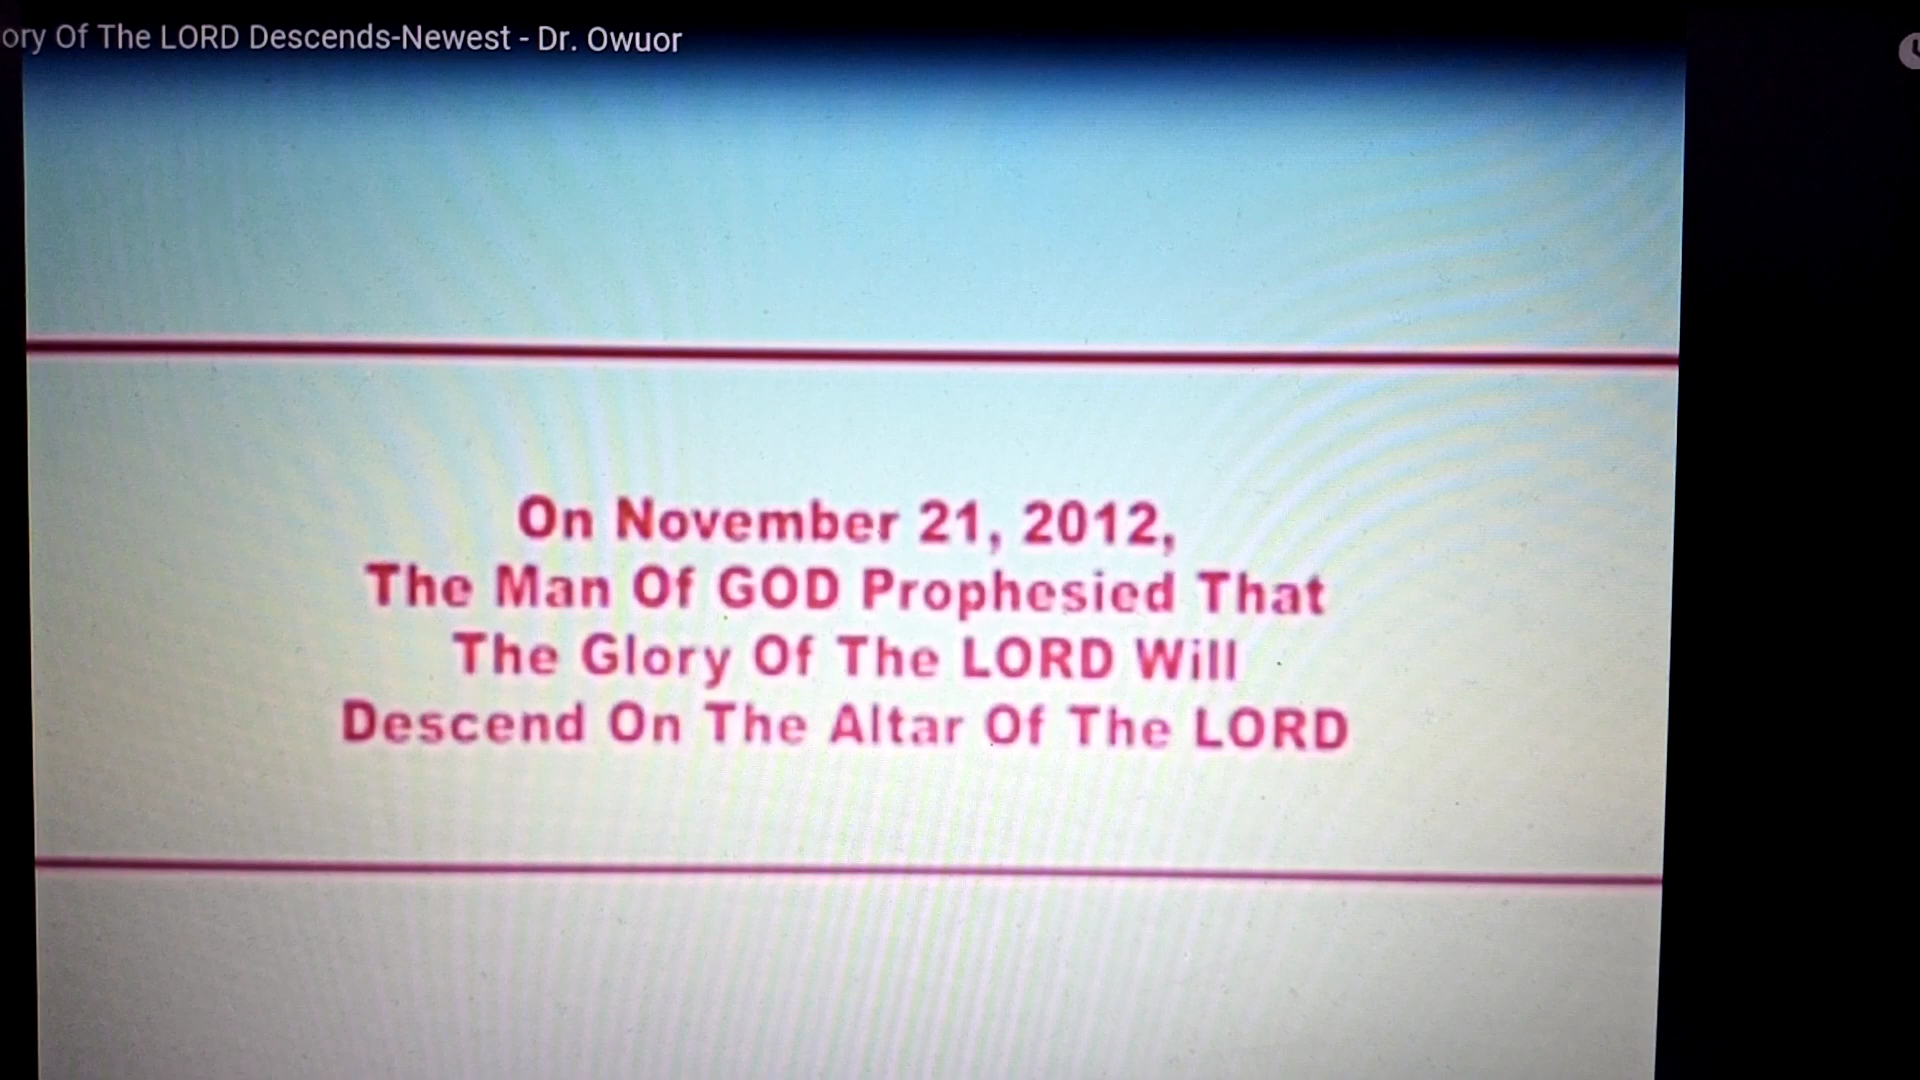 ory Of The LORD Descends-Newest - Dr. Owuor
On November 21, 2012,
The Man Of GOD Prophesied That
The Glory Of The LORD Will
Descend On The Altar Of The LORD